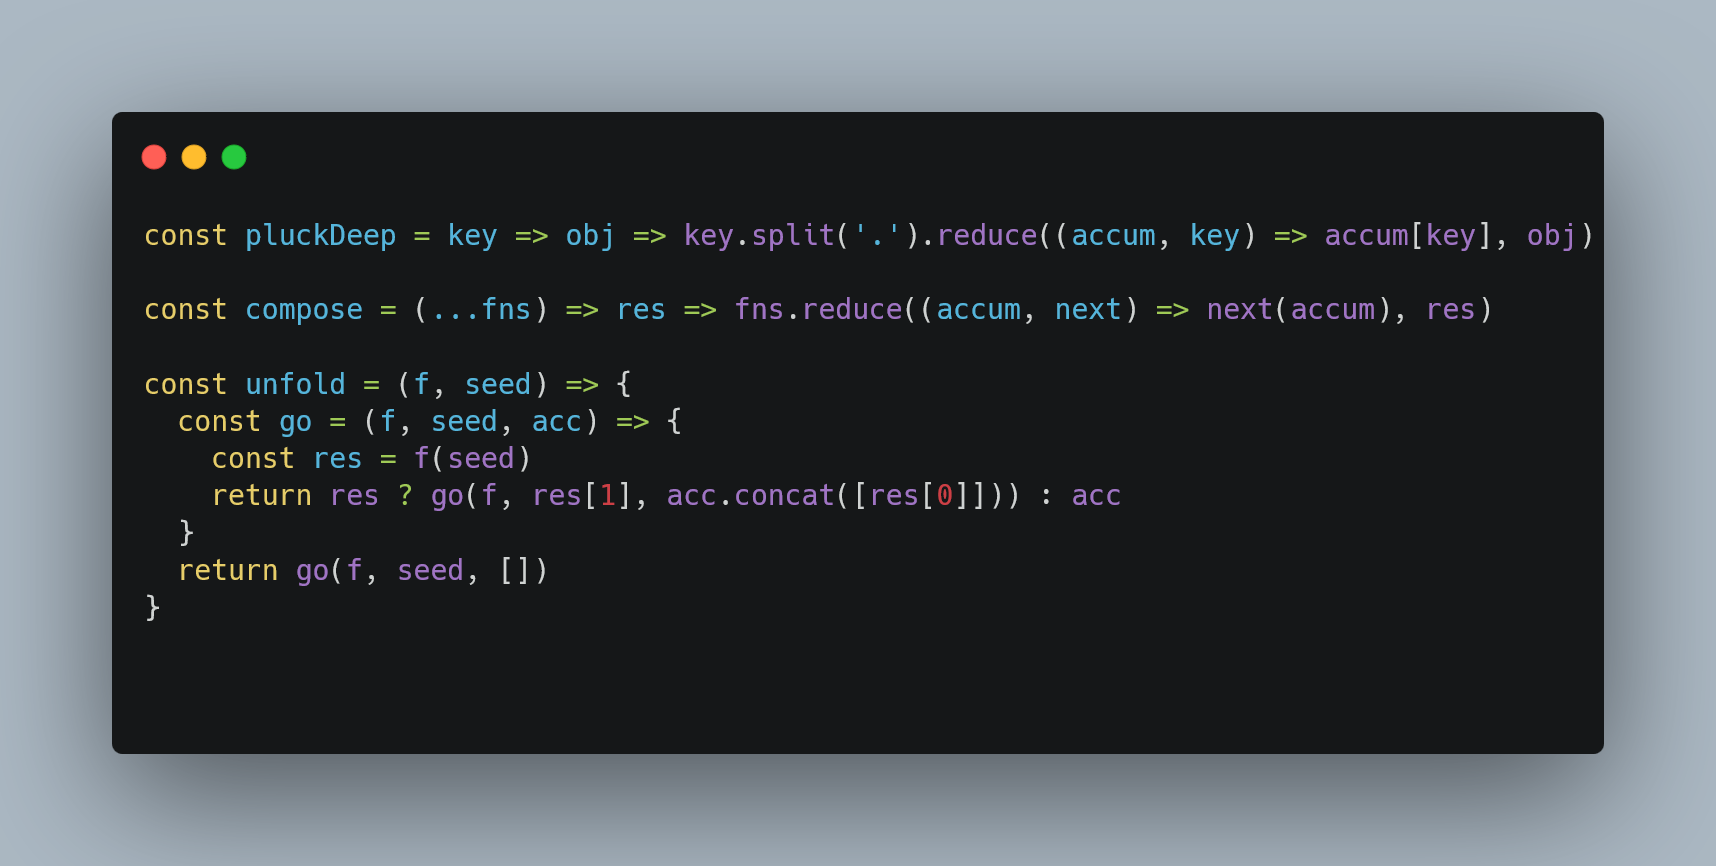 const pluckDeep = key => obj => key.split('.').reduce((accum, key) => accum[key], obj)
const compose = (...fns) => res => fns.reduce((accum, next) => next(accum), res)
const unfold = (f, seed) => {
  const go = (f, seed, acc) => {
    const res = f(seed)
    return res ? go(f, res[1], acc.concat([res[0]])) : acc
  }
  return go(f, seed, [])
}